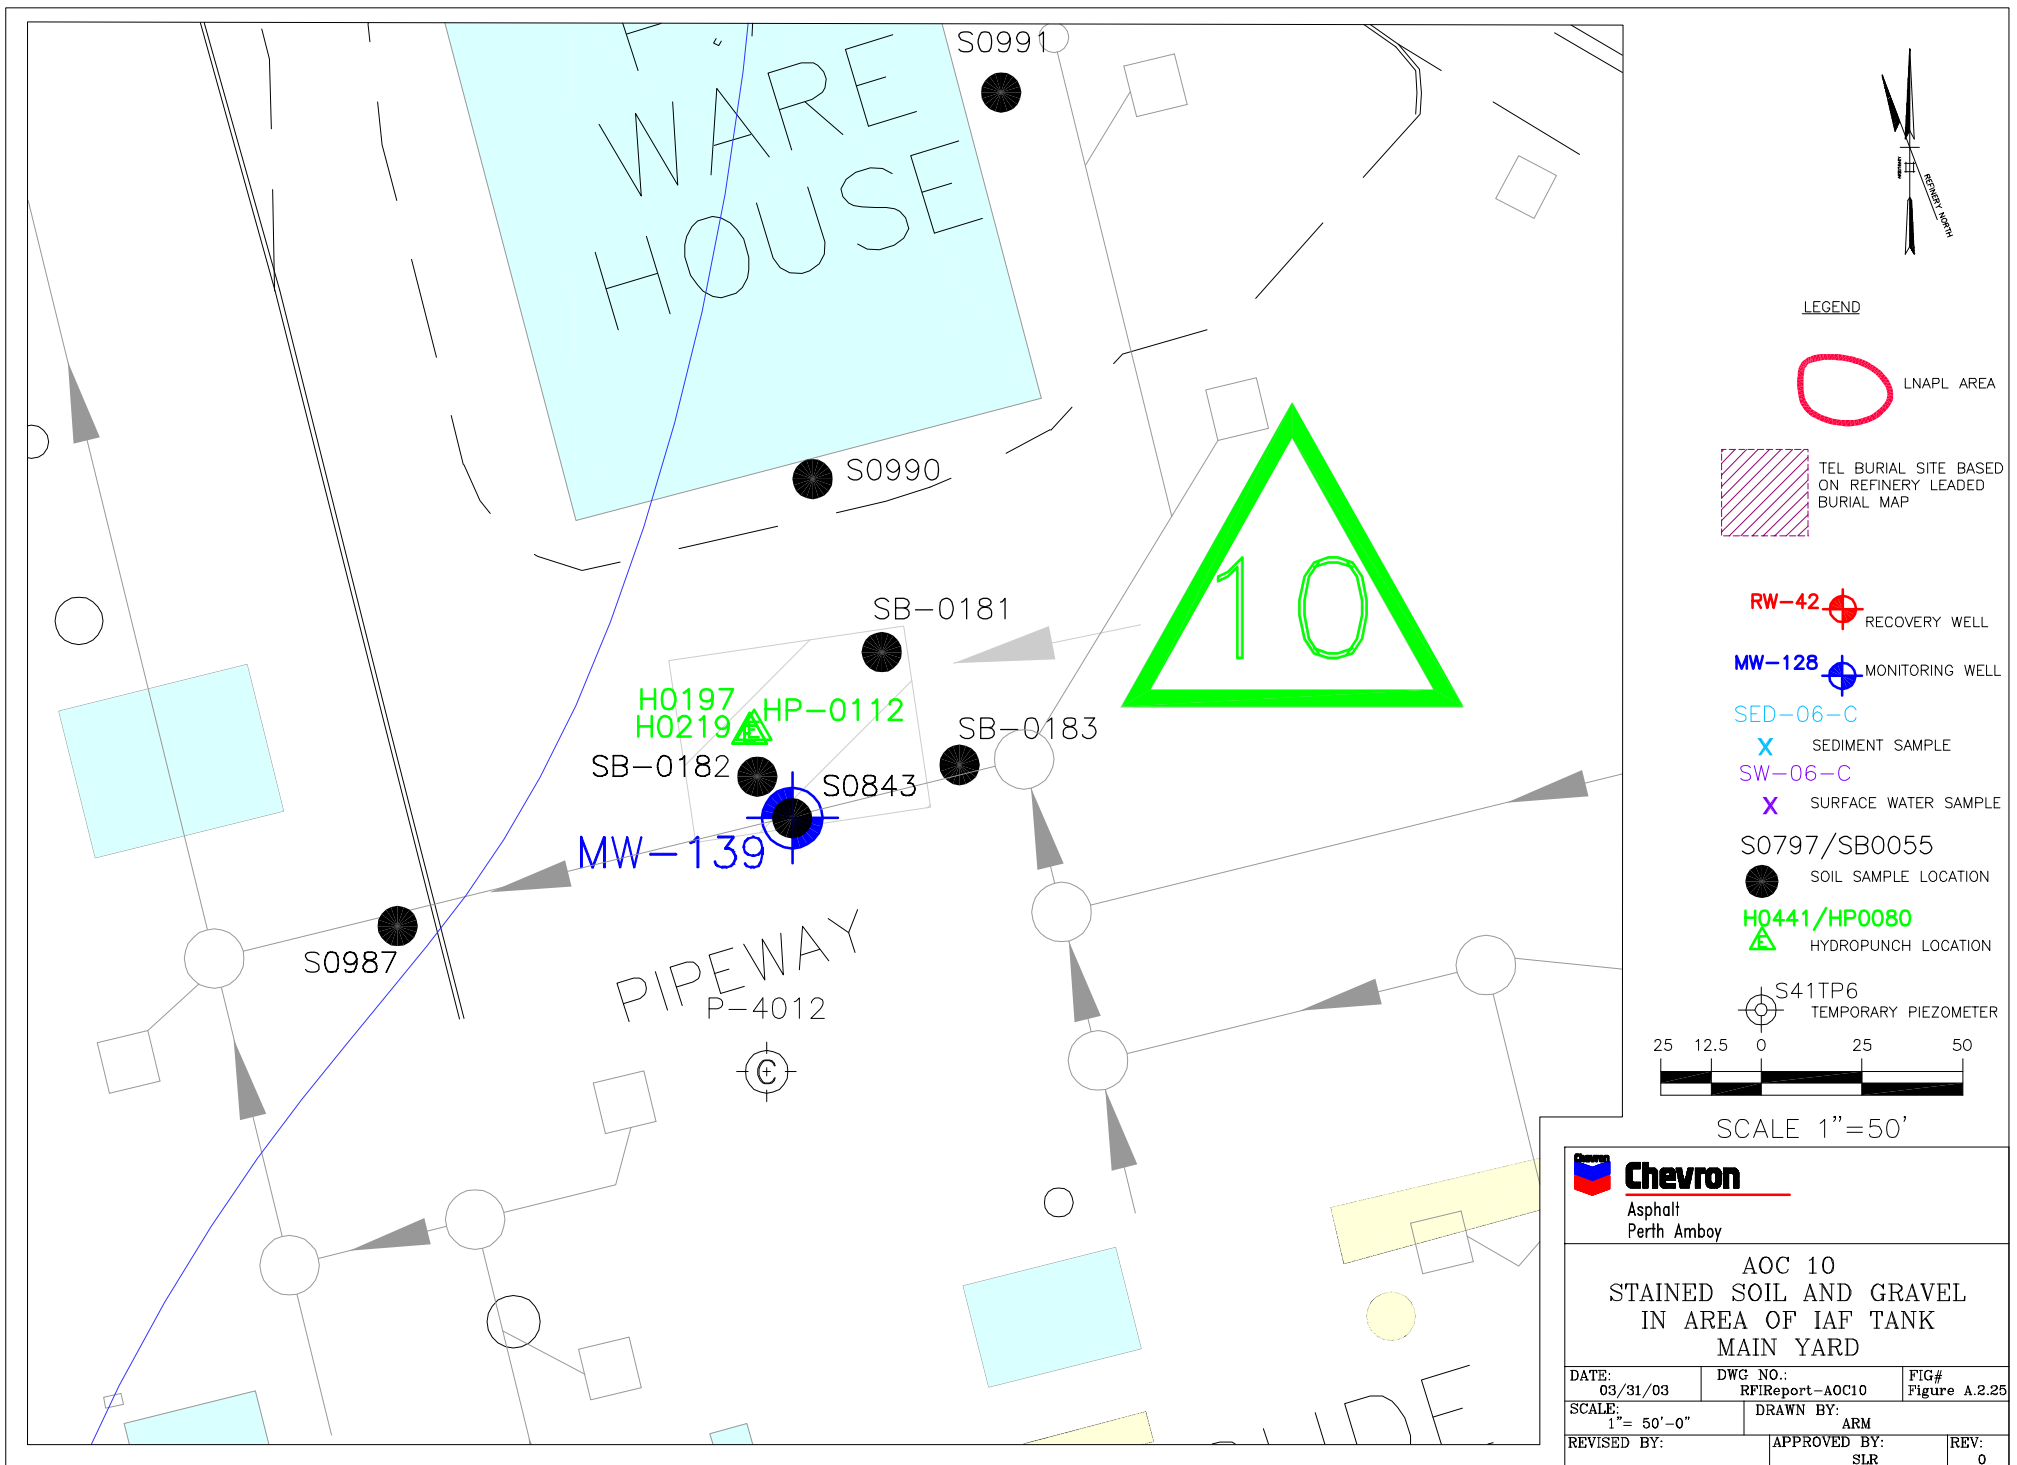 S0991
WARE
HOUSE
S0990
SB-0181
10
H0197
H0219
HP-0112
SB-0183
SB-0182
S0843
MW-139
S0987
PIPEWAY
P-4012
C
REFINERY NORTH
LEGEND
LNAPL AREA
TEL BURIAL SITE BASED
ON REFINERY LEADED
BURIAL MAP
RW-42
RECOVERY WELL
MW-128
MONITORING WELL
SED-06-C
X SEDIMENT SAMPLE
SW-06-C
X SURFACE WATER SAMPLE
S0797/SB0055
SOIL SAMPLE LOCATION
H0441/HP0080
E HYDROPUNCH LOCATION
S41TP6
TEMPORARY PIEZOMETER
25 12.5 0 25 50
SCALE 1"=50'
Chevron
Chevron
Asphalt
Perth Amboy
AOC 10
STAINED SOIL AND GRAVEL
IN AREA OF IAF TANK
MAIN YARD
DATE: 03/31/03
DWG NO.: RFIReport-AOC10
FIG# Figure A.2.25
SCALE: 1"= 50'-0"
DRAWN BY: ARM
REVISED BY:
APPROVED BY: SLR
REV: 0